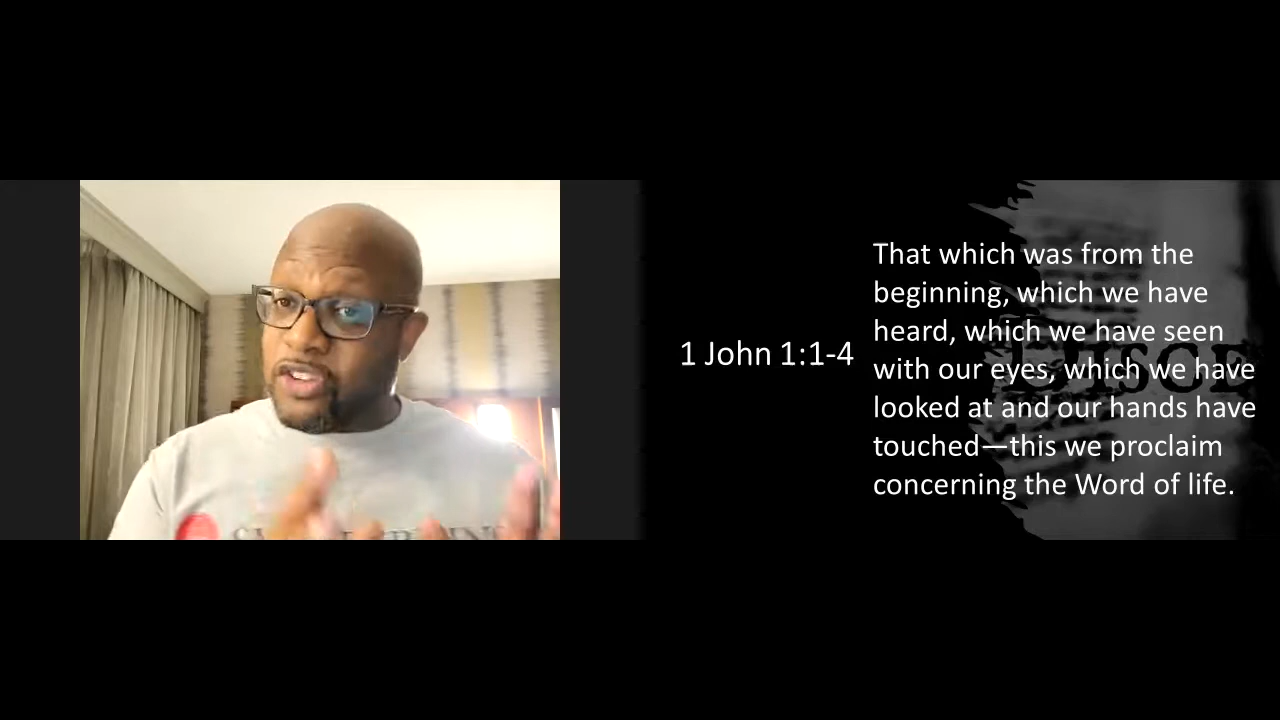 1 John 1:1-4
That which was from the
beginning, which we have
heard, which we have seen
with our eyes, which we have
looked at and our hands have
touched—this we proclaim
concerning the Word of life.